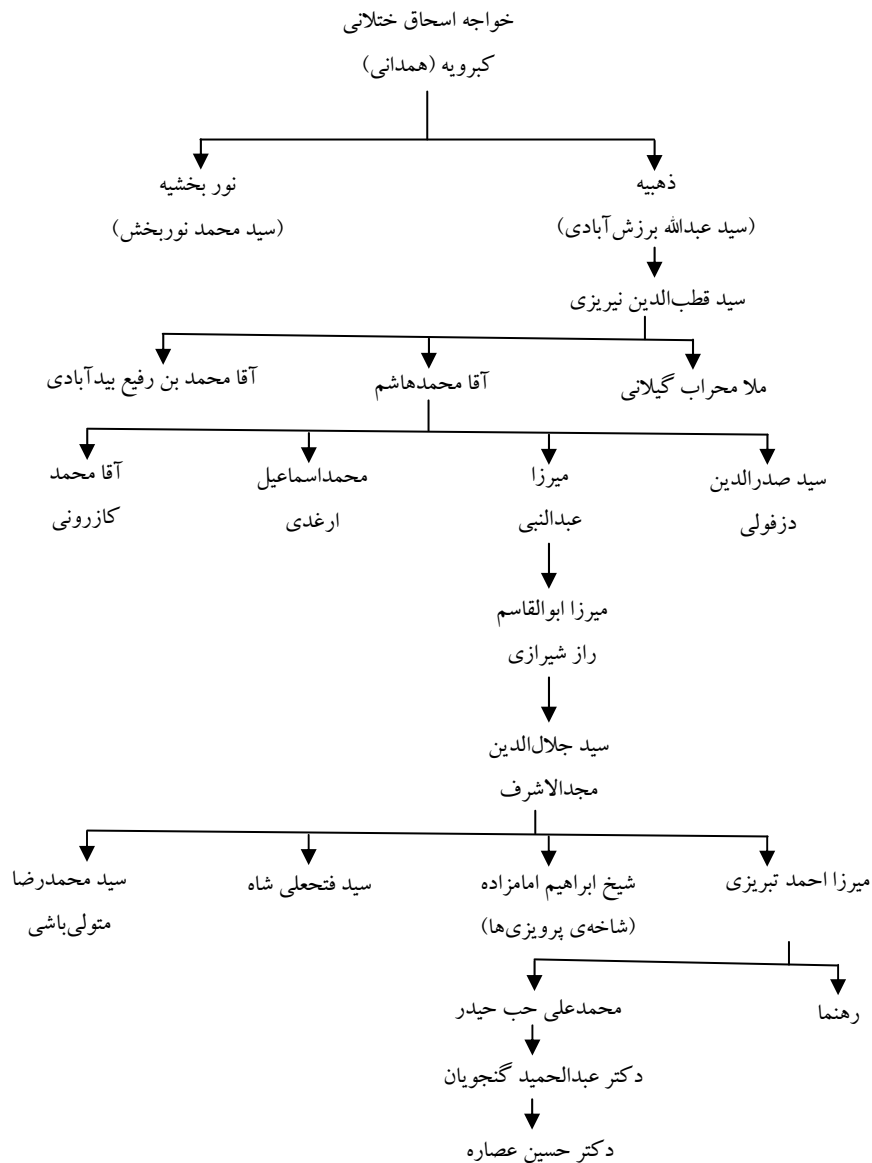 خواجه اسحاق ختلانی
کبرویه (همدانی)
ذهبیه
(سید عبدالله برزش‌آبادی)
نور بخشیه
(سید محمد نوربخش)
سید قطب‌الدین نیریزی
ملا محراب گیلانی
آقا محمدهاشم
آقا محمد بن رفیع بیدآبادی
سید صدرالدین
دزفولی
میرزا
عبدالنبی
محمداسماعیل
ارغدی
آقا محمد
کازرونی
میرزا ابوالقاسم
راز شیرازی
سید جلال‌الدین
مجدالاشرف
میرزا احمد تبریزی
شیخ ابراهیم امامزاده
(شاخه‌ی پرویزی‌ها)
سید فتحعلی شاه
سید محمدرضا
متولی‌باشی
رهنما
محمدعلی حب حیدر
دکتر عبدالحمید گنجویان
دکتر حسین عصاره